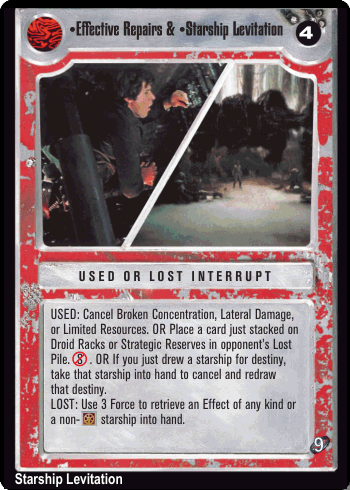 •Effective Repairs & •Starship Levitation
4
USED OR LOST INTERRUPT
USED: Cancel Broken Concentration, Lateral Damage,
or Limited Resources. OR Place a card just stacked on
Droid Racks or Strategic Reserves in opponent's Lost
Pile. . OR If you just drew a starship for destiny,
take that starship into hand to cancel and redraw
that destiny.
LOST: Use 3 Force to retrieve an Effect of any kind or
a non- starship into hand.
9
Starship Levitation